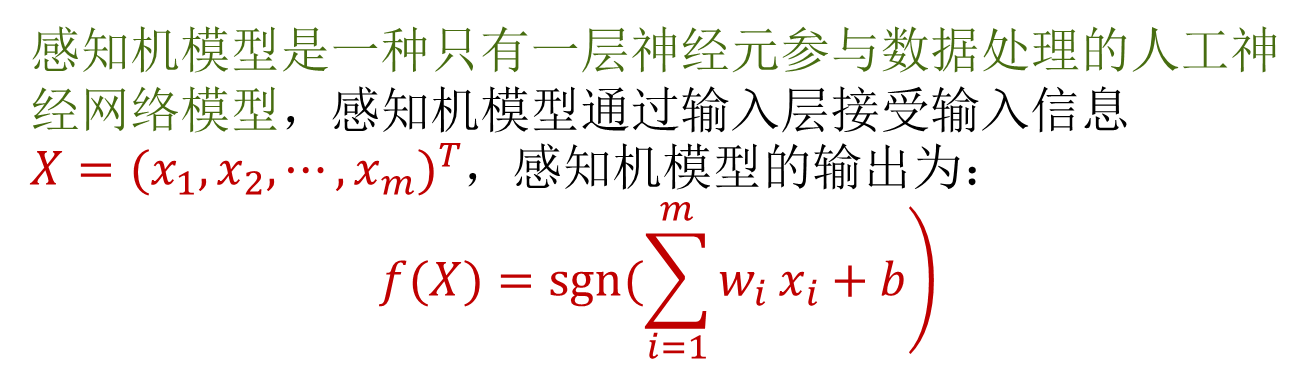 感知机模型是一种只有一层神经元参与数据处理的人工神
经网络模型，感知机模型通过输入层接受输入信息
X = (x₁, x₂, ⋯, xₘ)ᵀ，感知机模型的输出为：
f(X) = sgn(∑ᵢ₌₁ᵐ wᵢ xᵢ + b)